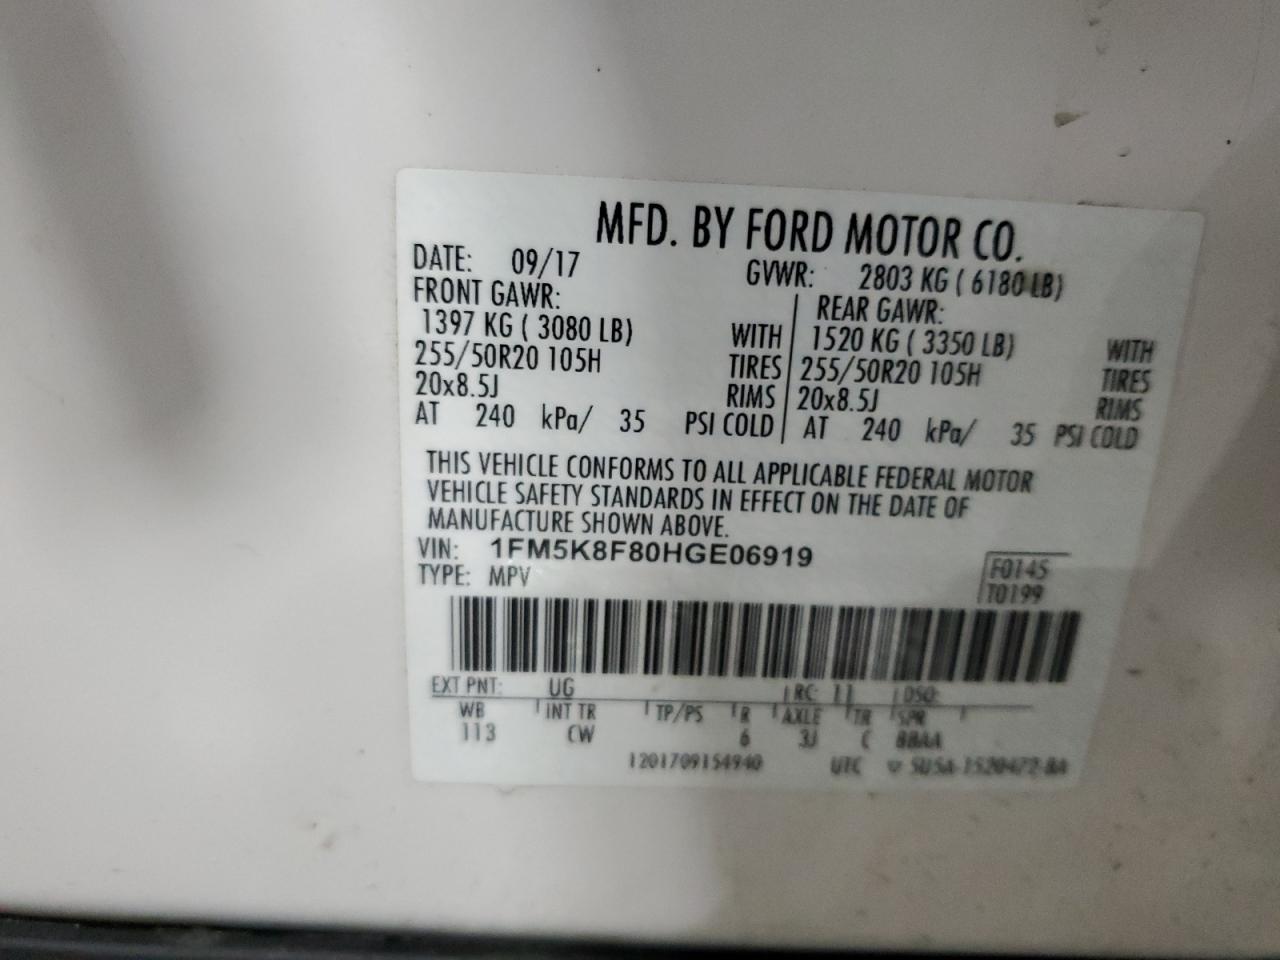 MFD. BY FORD MOTOR CO.
DATE: 09/17 GVWR: 2803 KG ( 6180 LB)
FRONT GAWR: REAR GAWR:
1397 KG ( 3080 LB) WITH 1520 KG ( 3350 LB) WITH
255/50R20 105H TIRES 255/50R20 105H TIRES
20x8.5J RIMS 20x8.5J RIMS
AT 240 kPa/ 35 PSI COLD AT 240 kPa/ 35 PSI COLD
THIS VEHICLE CONFORMS TO ALL APPLICABLE FEDERAL MOTOR
VEHICLE SAFETY STANDARDS IN EFFECT ON THE DATE OF
MANUFACTURE SHOWN ABOVE.
VIN: 1FM5K8F80HGE06919
TYPE: MPV
F0145
T0199
EXT PNT: UG RC: 11 DSO:
WB INT TR TP/PS R AXLE TR SPR
113 CW 6 3J C BBAA
1201709154940 UTC 5U5A-1520472-BA